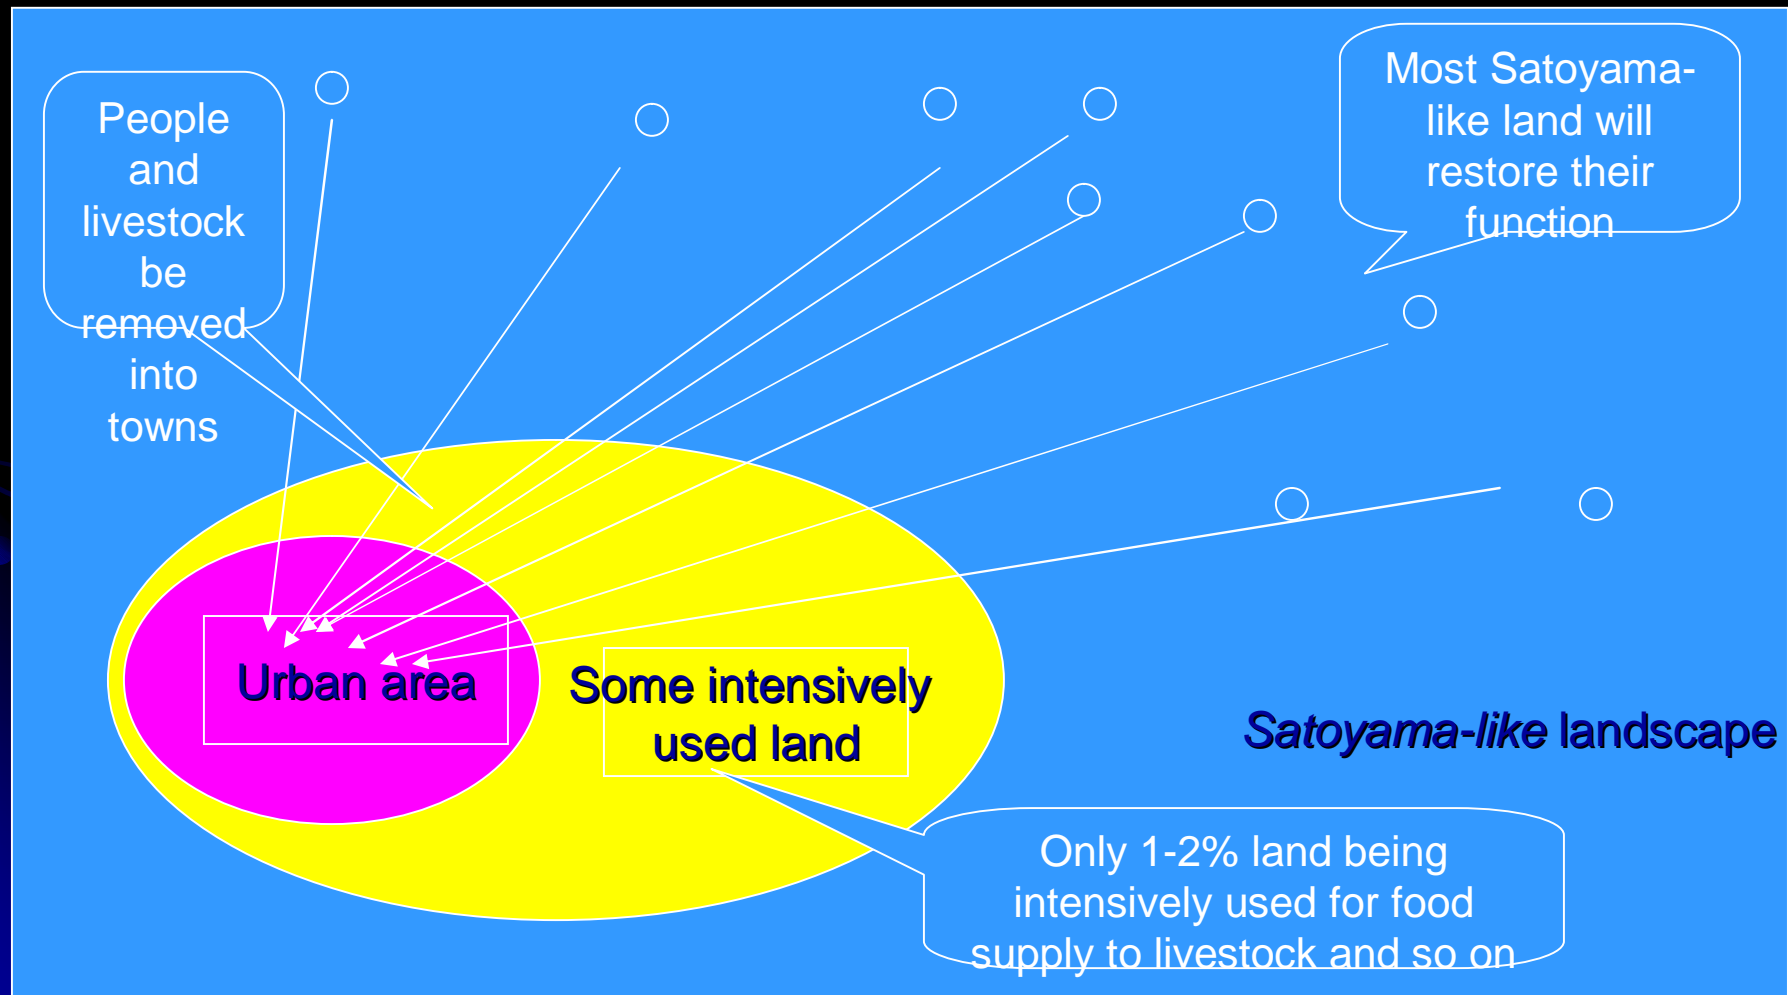 People
and
livestock
be
removed
into
towns
Most Satoyama-
like land will
restore their
function
Urban area
Some intensively
used land
Satoyama-like landscape
Only 1-2% land being
intensively used for food
supply to livestock and so on